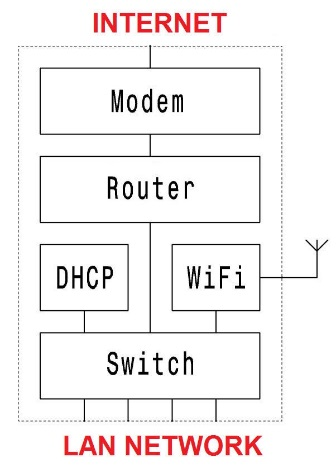 INTERNET
Modem
Router
DHCP
WiFi
Switch
LAN NETWORK